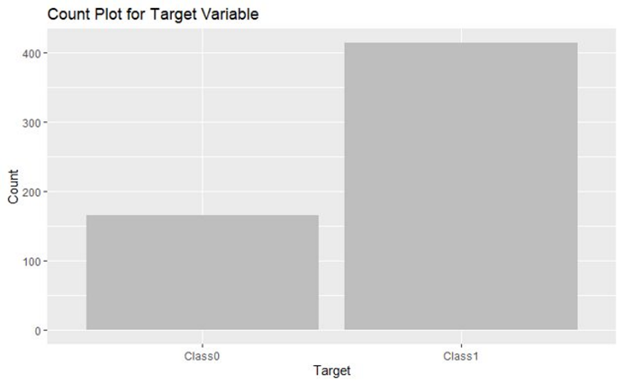 Count Plot for Target Variable
400
300
200
100
0
Count
Class0
Class1
Target